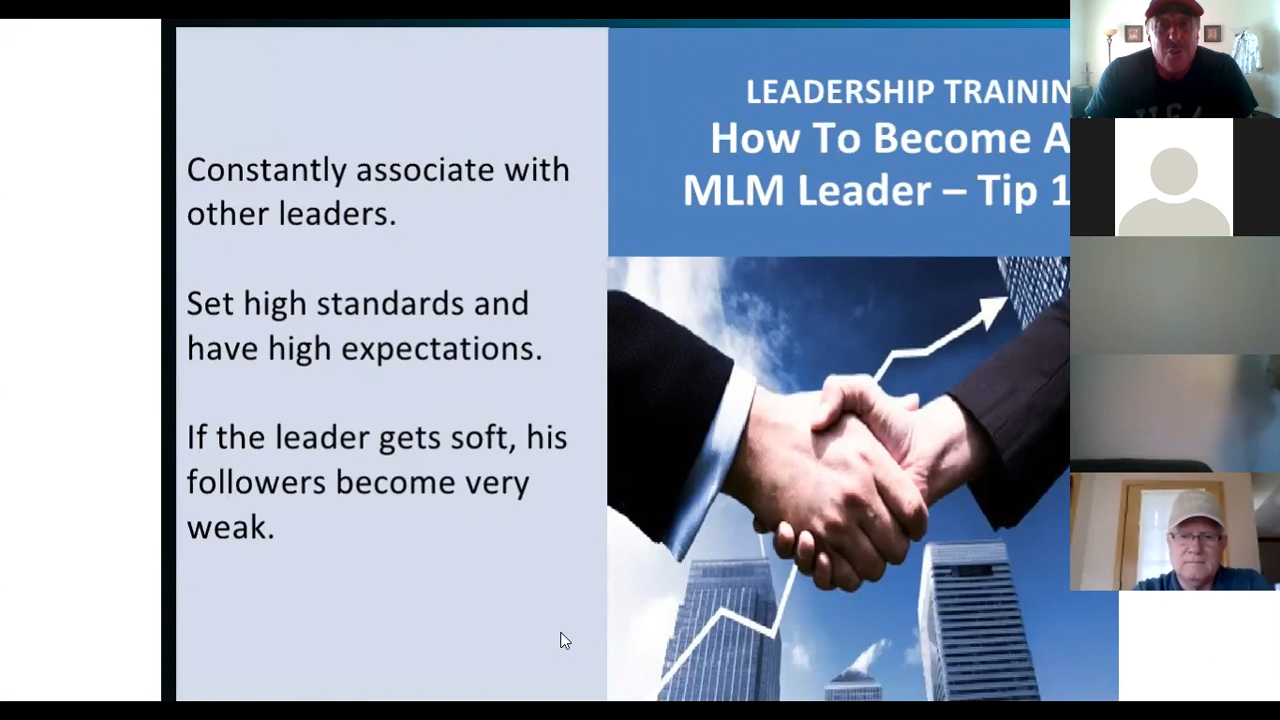 Constantly associate with
other leaders.
Set high standards and
have high expectations.
If the leader gets soft, his
followers become very
weak.
LEADERSHIP TRAININ
How To Become A
MLM Leader – Tip 1
USA